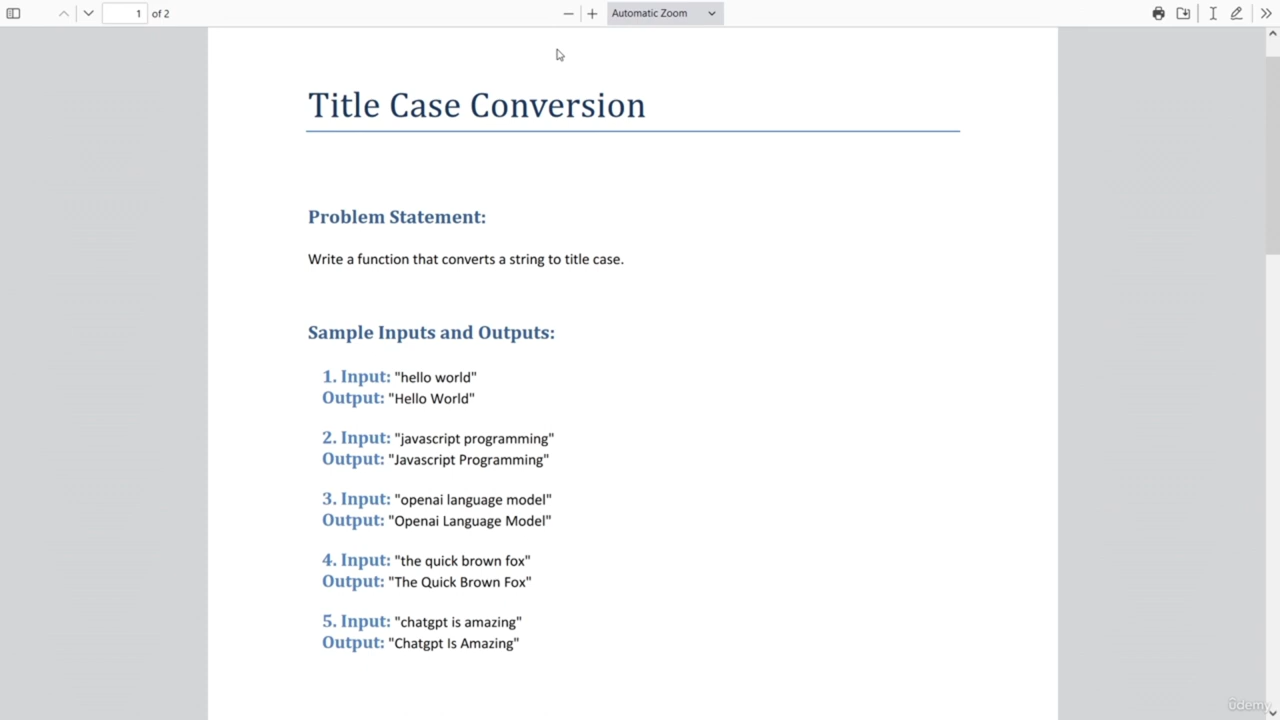 1 of 2
Automatic Zoom
Title Case Conversion
Problem Statement:
Write a function that converts a string to title case.
Sample Inputs and Outputs:
1. Input: "hello world"
Output: "Hello World"
2. Input: "javascript programming"
Output: "Javascript Programming"
3. Input: "openai language model"
Output: "Openai Language Model"
4. Input: "the quick brown fox"
Output: "The Quick Brown Fox"
5. Input: "chatgpt is amazing"
Output: "Chatgpt Is Amazing"
ûdemy